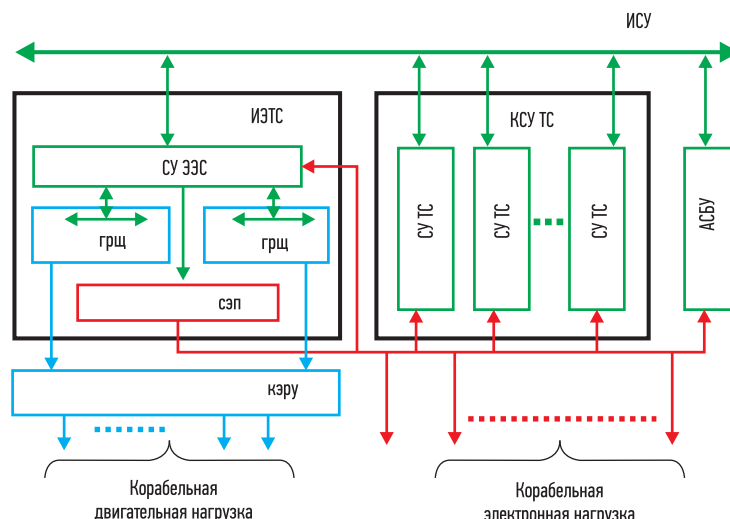 ИСУ
ИЭТС
КСУ ТС
СУ ЭЭС
грщ
грщ
сэп
СУ ТС
СУ ТС
СУ ТС
АСБУ
кэру
Корабельная
двигательная нагрузка
Корабельная
электронная нагрузка